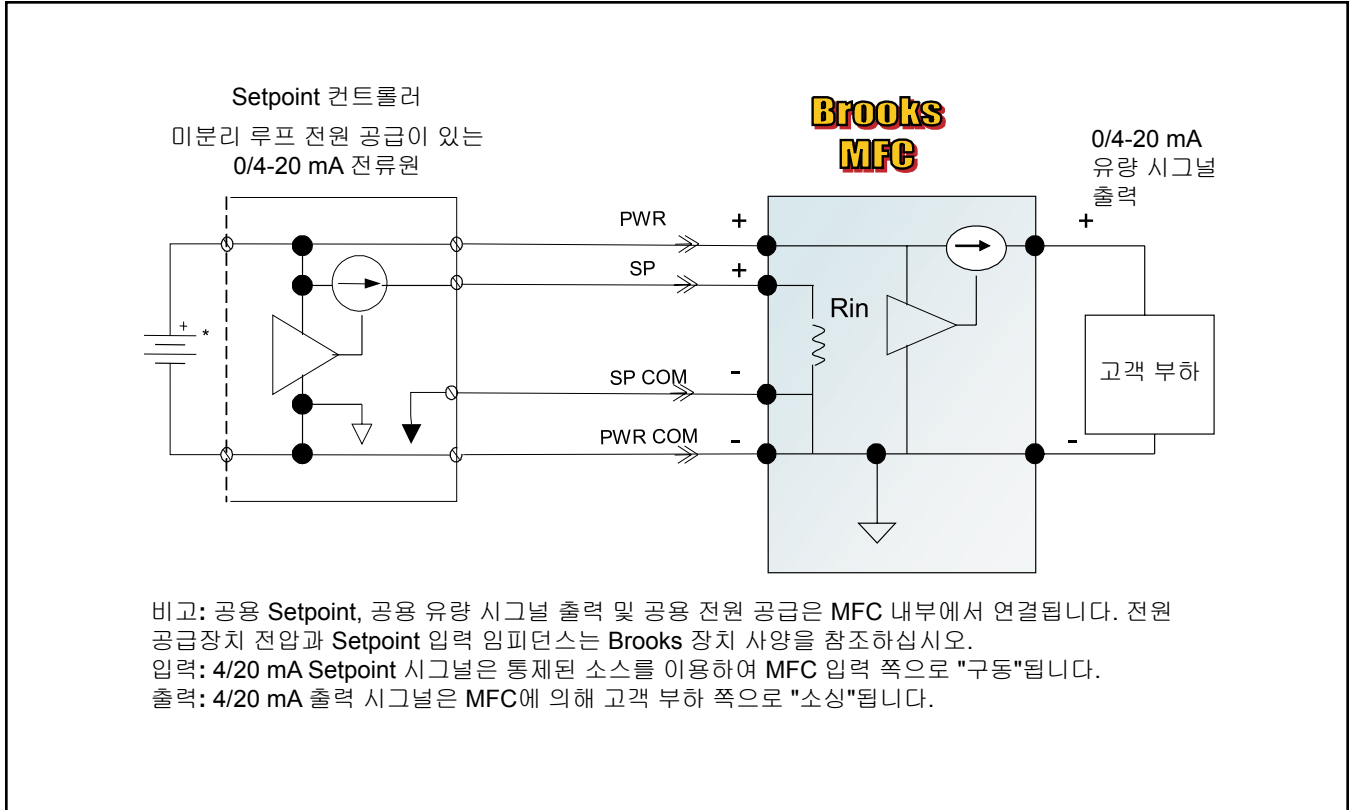 Setpoint 컨트롤러
미분리 루프 전원 공급이 있는
0/4-20 mA 전류원
Brooks
MFC
0/4-20 mA
유량 시그널
출력
PWR
+
+
SP
+
+
*
Rin
고객 부하
SP COM
-
PWR COM
-
-
비고: 공용 Setpoint, 공용 유량 시그널 출력 및 공용 전원 공급은 MFC 내부에서 연결됩니다. 전원
공급장치 전압과 Setpoint 입력 임피던스는 Brooks 장치 사양을 참조하십시오.
입력: 4/20 mA Setpoint 시그널은 통제된 소스를 이용하여 MFC 입력 쪽으로 "구동"됩니다.
출력: 4/20 mA 출력 시그널은 MFC에 의해 고객 부하 쪽으로 "소싱"됩니다.